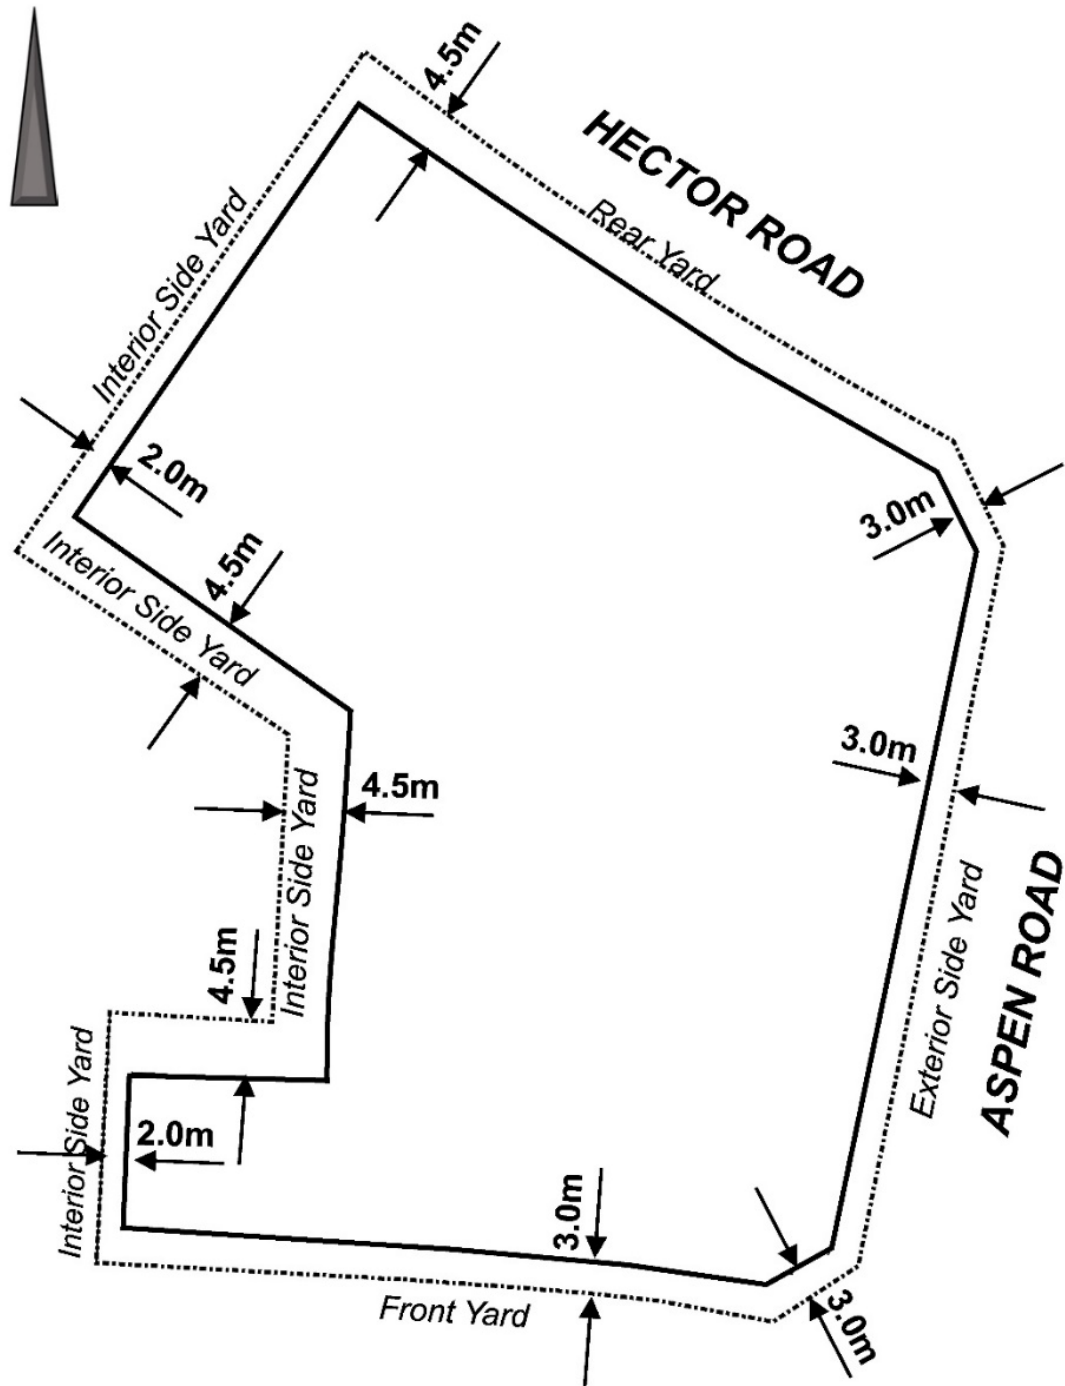 4.5m
HECTOR ROAD
Rear Yard
Interior Side Yard
2.0m
3.0m
4.5m
Interior Side Yard
3.0m
4.5m
Interior Side Yard
Exterior Side Yard
ASPEN ROAD
4.5m
Interior Side Yard
2.0m
3.0m
Front Yard
3.0m